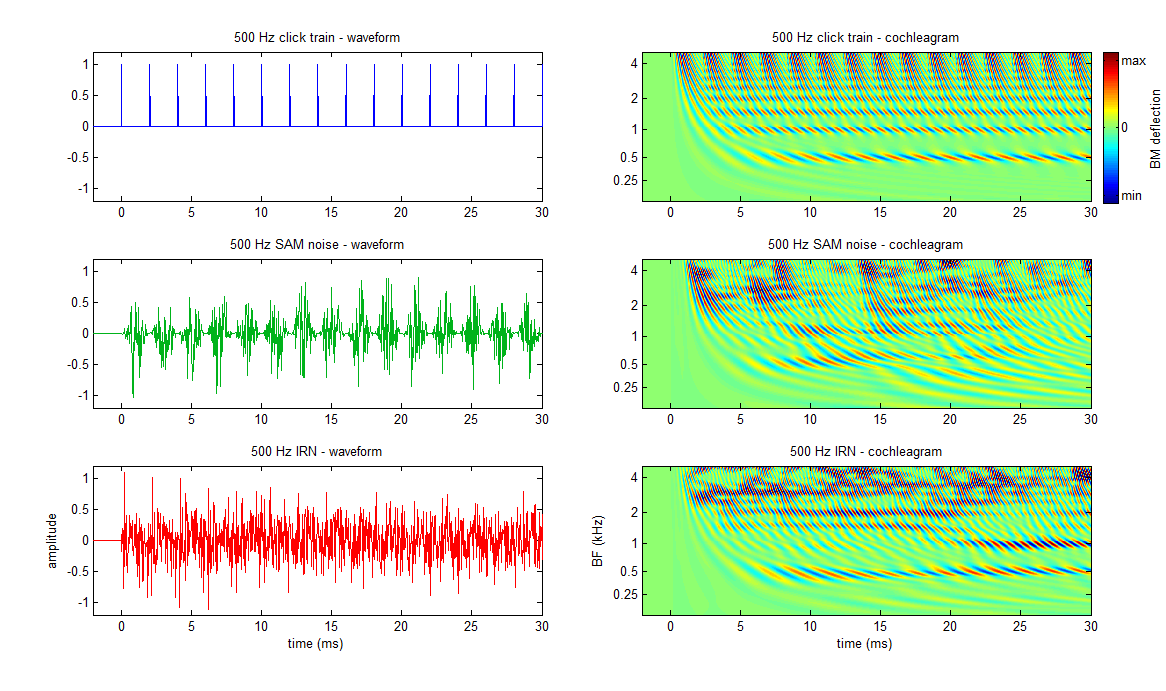 500 Hz click train - waveform
1
0.5
0
-0.5
-1
0 5 10 15 20 25 30
500 Hz click train - cochleagram
4
2
1
0.5
0.25
0 5 10 15 20 25 30
max
0
min
BM deflection
500 Hz SAM noise - waveform
1
0.5
0
-0.5
-1
0 5 10 15 20 25 30
500 Hz SAM noise - cochleagram
4
2
1
0.5
0.25
0 5 10 15 20 25 30
500 Hz IRN - waveform
amplitude
1
0.5
0
-0.5
-1
0 5 10 15 20 25 30
time (ms)
500 Hz IRN - cochleagram
BF (kHz)
4
2
1
0.5
0.25
0 5 10 15 20 25 30
time (ms)